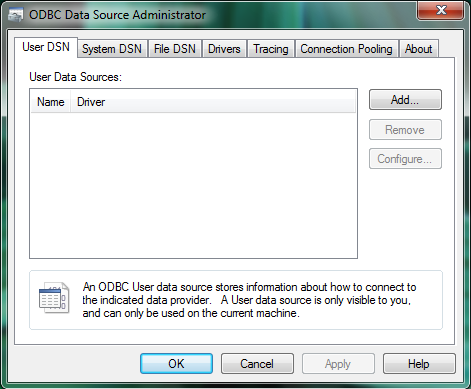 ODBC Data Source Administrator
User DSN System DSN File DSN Drivers Tracing Connection Pooling About
User Data Sources:
Name Driver
Add...
Remove
Configure...
An ODBC User data source stores information about how to connect to
the indicated data provider. A User data source is only visible to you,
and can only be used on the current machine.
OK Cancel Apply Help